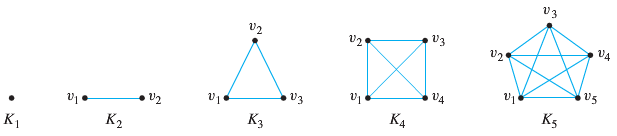 K₁
v₁ v₂
K₂
v₂
v₁ v₃
K₃
v₂ v₃
v₁ v₄
K₄
v₃
v₂ v₄
v₁ v₅
K₅